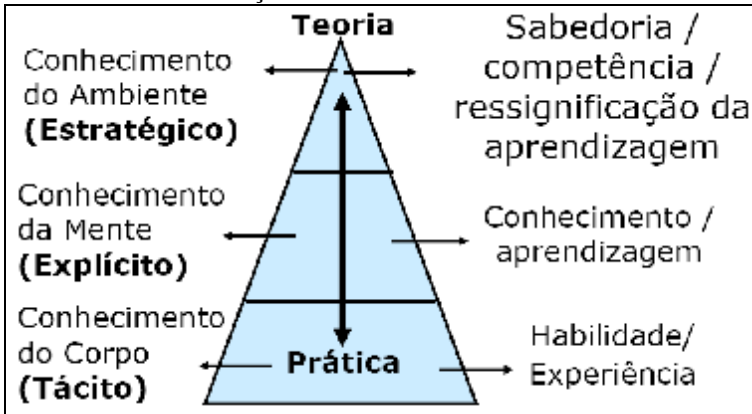 Teoria
Conhecimento
do Ambiente
(Estratégico)
Sabedoria /
competência /
ressignificação da
aprendizagem
Conhecimento
da Mente
(Explícito)
Conhecimento /
aprendizagem
Conhecimento
do Corpo
(Tácito)
Prática
Habilidade/
Experiência